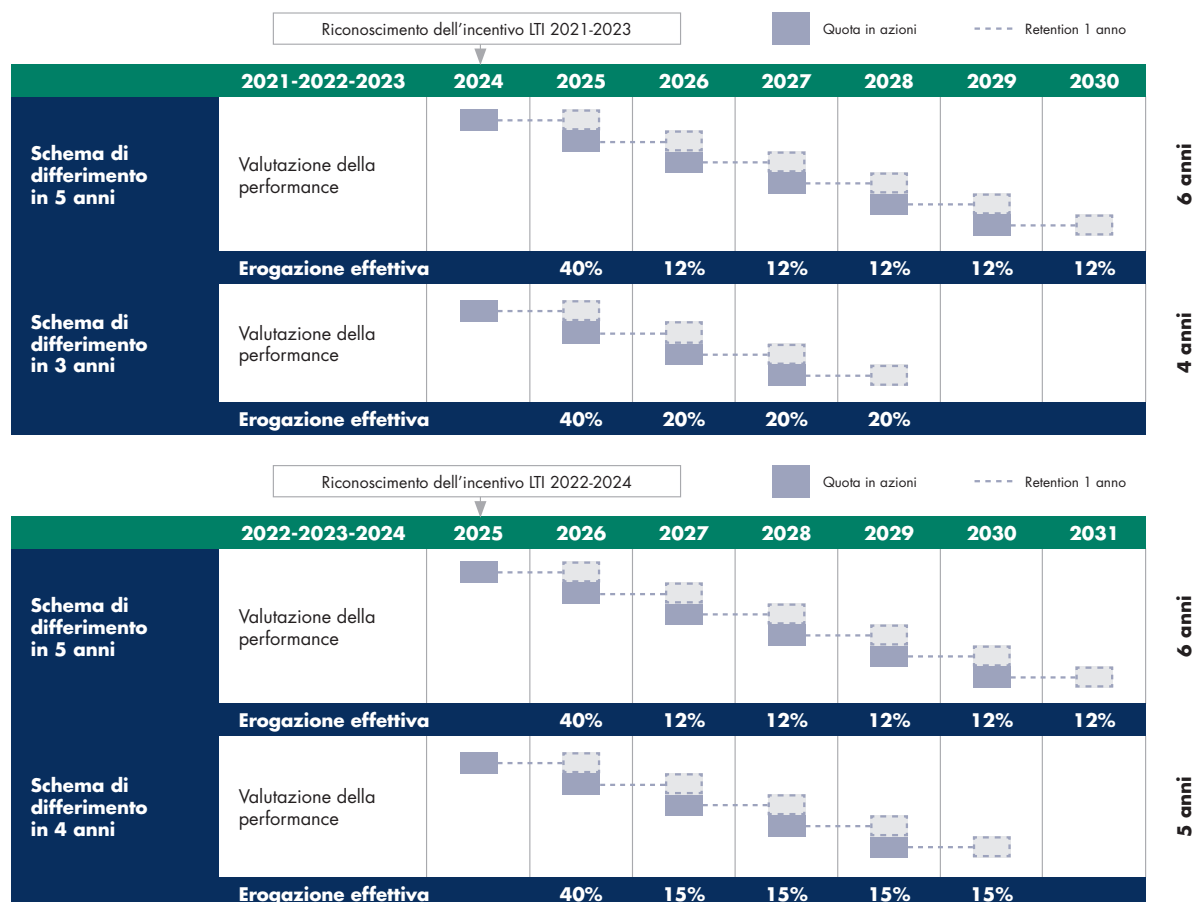 Riconoscimento dell'incentivo LTI 2021-2023
Quota in azioni
Retention 1 anno
2021-2022-2023 2024 2025 2026 2027 2028 2029 2030
Schema di
differimento
in 5 anni
Valutazione della
performance
6 anni
Erogazione effettiva 40% 12% 12% 12% 12% 12%
Schema di
differimento
in 3 anni
Valutazione della
performance
4 anni
Erogazione effettiva 40% 20% 20% 20%
Riconoscimento dell'incentivo LTI 2022-2024
Quota in azioni
Retention 1 anno
2022-2023-2024 2025 2026 2027 2028 2029 2030 2031
Schema di
differimento
in 5 anni
Valutazione della
performance
6 anni
Erogazione effettiva 40% 12% 12% 12% 12% 12%
Schema di
differimento
in 4 anni
Valutazione della
performance
5 anni
Erogazione effettiva 40% 15% 15% 15% 15%